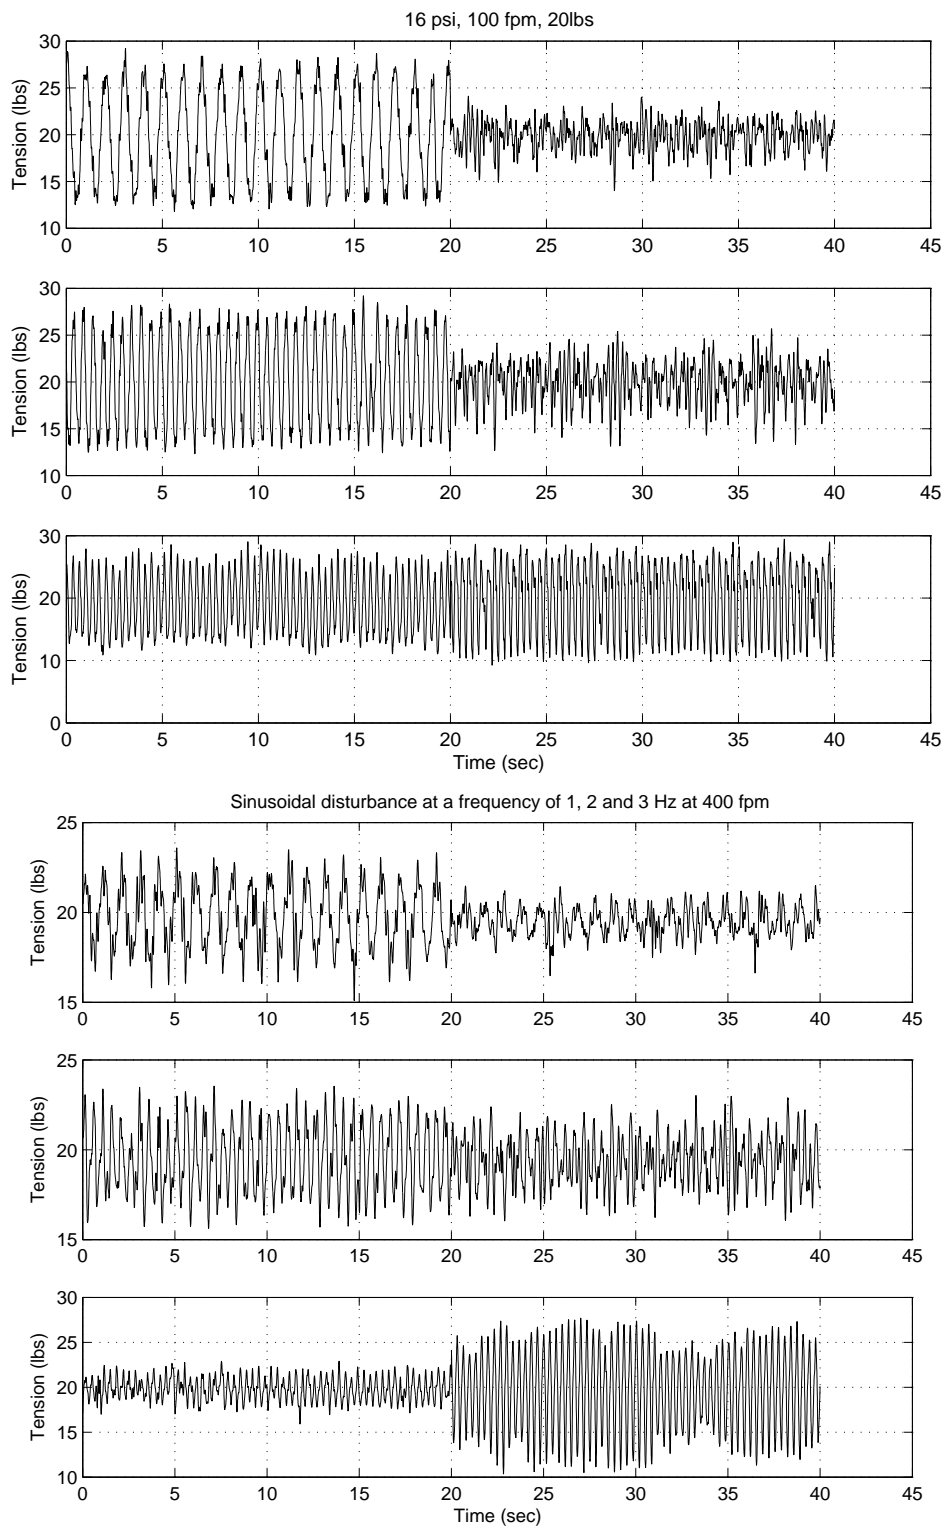 16 psi, 100 fpm, 20lbs
30
25
20
15
10
Tension (lbs)
0 5 10 15 20 25 30 35 40 45
30
25
20
15
10
Tension (lbs)
0 5 10 15 20 25 30 35 40 45
30
20
10
0
Tension (lbs)
0 5 10 15 20 25 30 35 40 45
Time (sec)
Sinusoidal disturbance at a frequency of 1, 2 and 3 Hz at 400 fpm
25
20
15
Tension (lbs)
0 5 10 15 20 25 30 35 40 45
25
20
15
Tension (lbs)
0 5 10 15 20 25 30 35 40 45
30
25
20
15
10
Tension (lbs)
0 5 10 15 20 25 30 35 40 45
Time (sec)